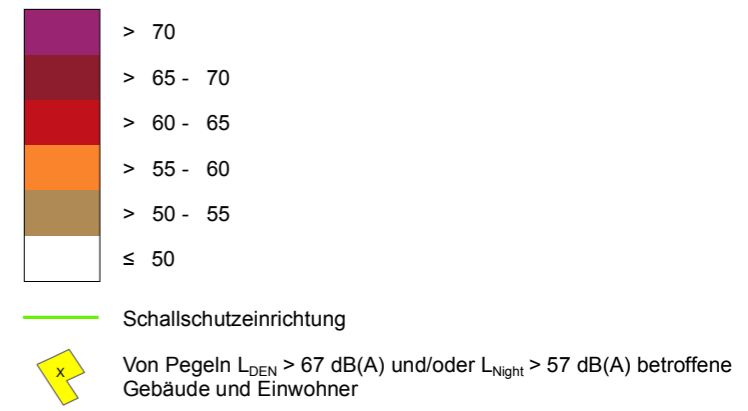 > 70
> 65 - 70
> 60 - 65
> 55 - 60
> 50 - 55
≤ 50
Schallschutzeinrichtung
x
Von Pegeln LDEN > 67 dB(A) und/oder LNight > 57 dB(A) betroffene
Gebäude und Einwohner